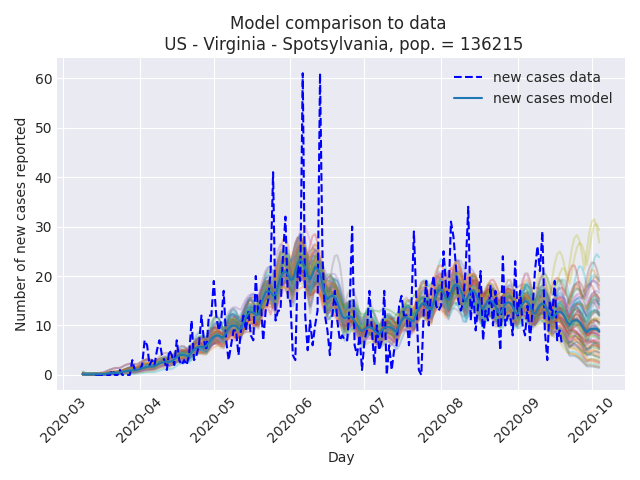 Model comparison to data
US - Virginia - Spotsylvania, pop. = 136215
new cases data
new cases model
Number of new cases reported
60
50
40
30
20
10
0
2020-03
2020-04
2020-05
2020-06
2020-07
2020-08
2020-09
2020-10
Day